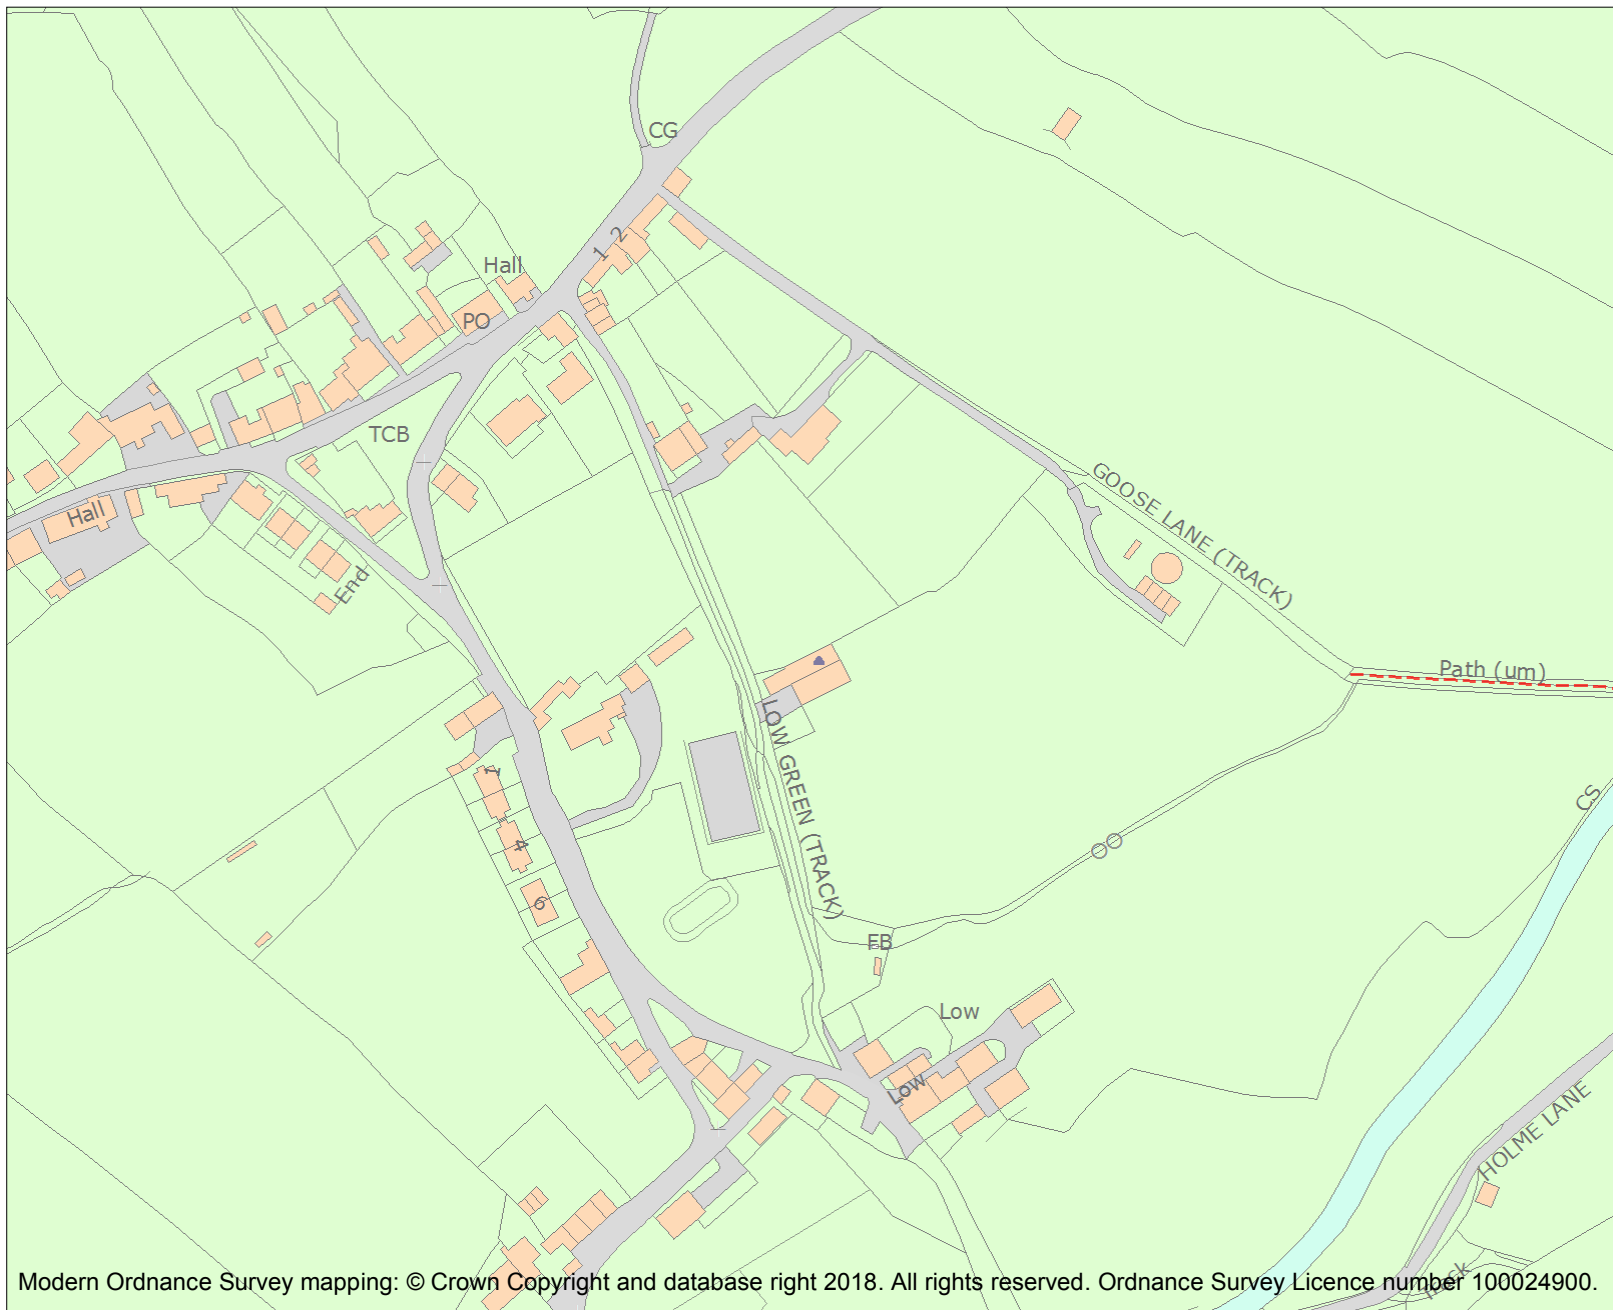 CG
1 2
Hall
PO
TCB
GOOSE LANE (TRACK)
Hall
End
Path (um)
LOW GREEN (TRACK)
1
CS
4
6
FB
Low
Low
HOLME LANE
Track
Modern Ordnance Survey mapping: © Crown Copyright and database right 2018. All rights reserved. Ordnance Survey Licence number 100024900.